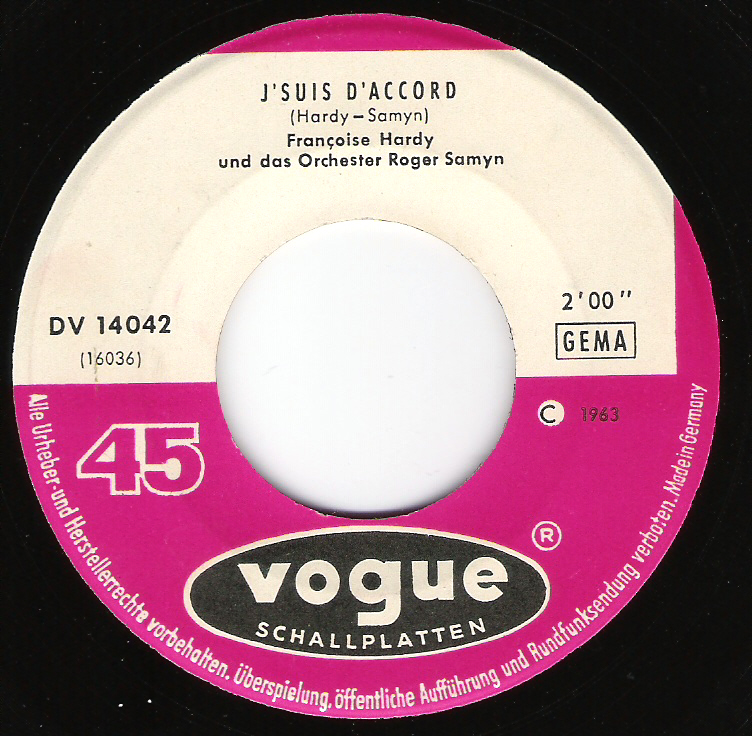 J'SUIS D'ACCORD
(Hardy – Samyn)
Françoise Hardy
und das Orchester Roger Samyn
2'00"
DV 14042
GEMA
(16036)
C 1963
45
®
vogue
SCHALLPLATTEN
Alle Urheber- und Herstellerrechte vorbehalten. Überspielung, öffentliche Aufführung und Rundfunksendung verboten. Made in Germany